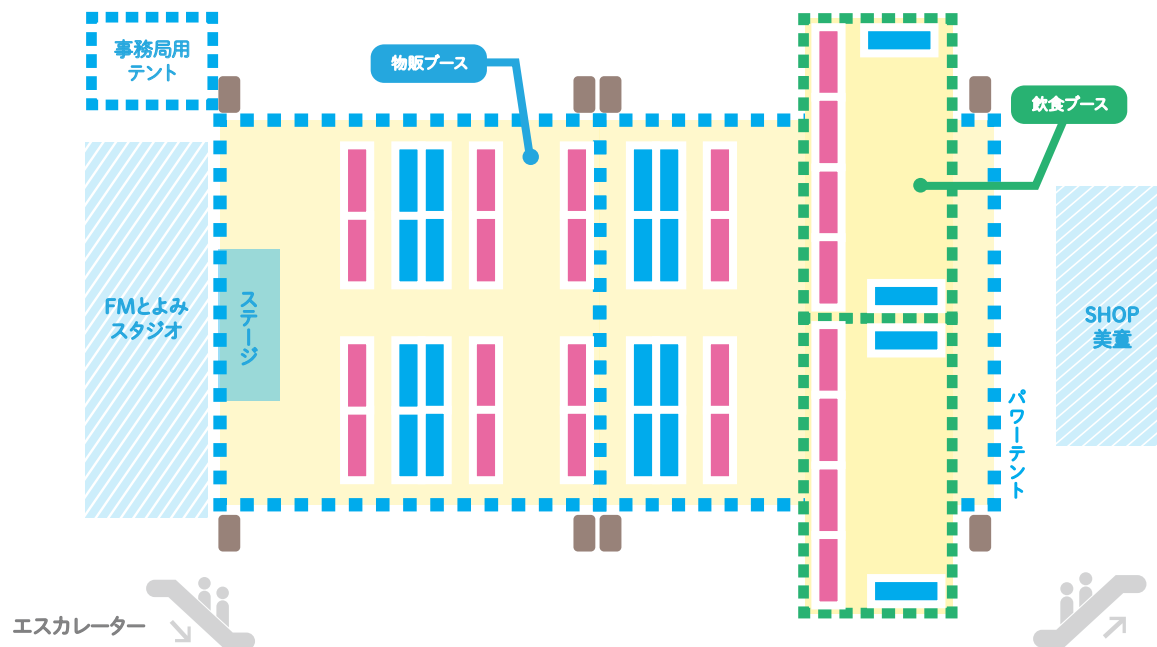 事務局用
テント
物販ブース
飲食ブース
FMとよみ
スタジオ
ステージ
SHOP
美童
パワーテント
エスカレーター